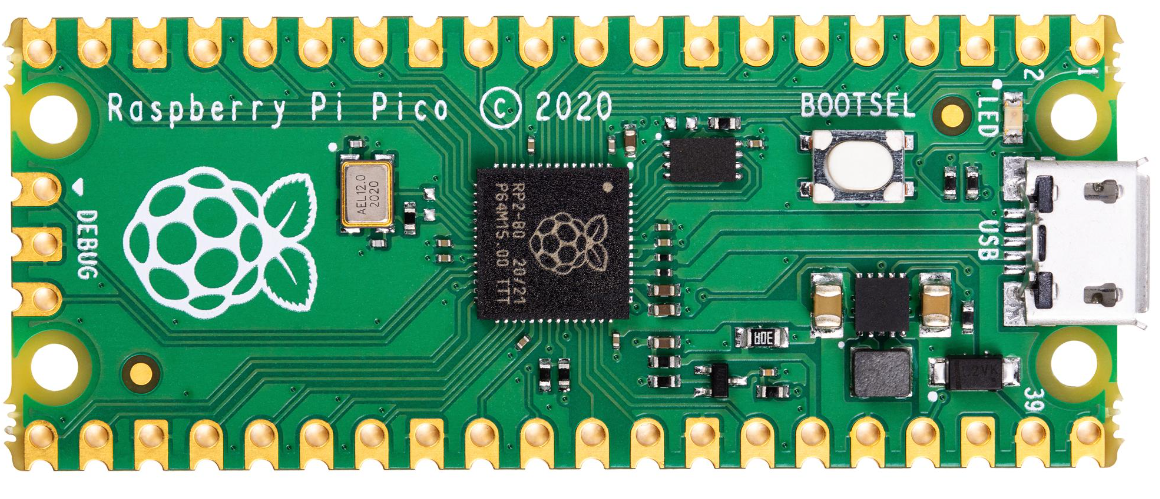 Raspberry Pi Pico © 2020
BOOTSEL
LED
2
1
DEBUG
AEL12.0
2020
RP2-B0 20/21
P64M15.00 TTT
USB
30A
39